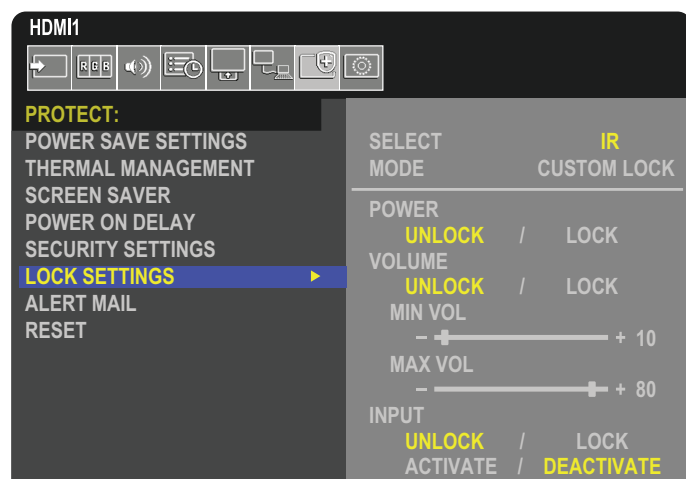 HDMI1
R G B
PROTECT:
POWER SAVE SETTINGS
THERMAL MANAGEMENT
SCREEN SAVER
POWER ON DELAY
SECURITY SETTINGS
LOCK SETTINGS
ALERT MAIL
RESET
SELECT IR
MODE CUSTOM LOCK
POWER
UNLOCK / LOCK
VOLUME
UNLOCK / LOCK
MIN VOL
– + 10
MAX VOL
– + 80
INPUT
UNLOCK / LOCK
ACTIVATE / DEACTIVATE